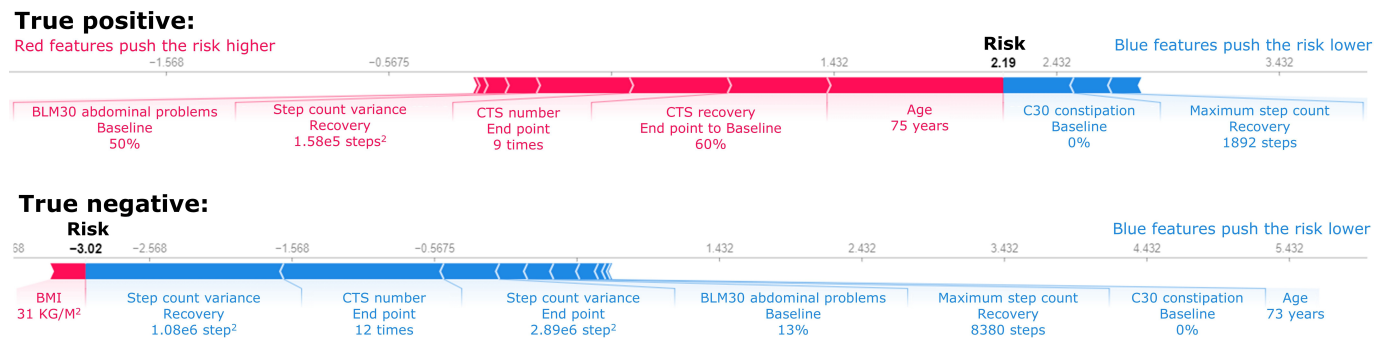 True positive:
Red features push the risk higher
Risk
Blue features push the risk lower
−1.568 −0.5675 1.432 2.19 2.432 3.432
BLM30 abdominal problems
Baseline
50%
Step count variance
Recovery
1.58e5 steps²
CTS number
End point
9 times
CTS recovery
End point to Baseline
60%
Age
75 years
C30 constipation
Baseline
0%
Maximum step count
Recovery
1892 steps
True negative:
Risk
Blue features push the risk lower
68 −3.02 −2.568 −1.568 −0.5675 1.432 2.432 3.432 4.432 5.432
BMI
31 KG/M²
Step count variance
Recovery
1.08e6 step²
CTS number
End point
12 times
Step count variance
End point
2.89e6 step²
BLM30 abdominal problems
Baseline
13%
Maximum step count
Recovery
8380 steps
C30 constipation
Baseline
0%
Age
73 years